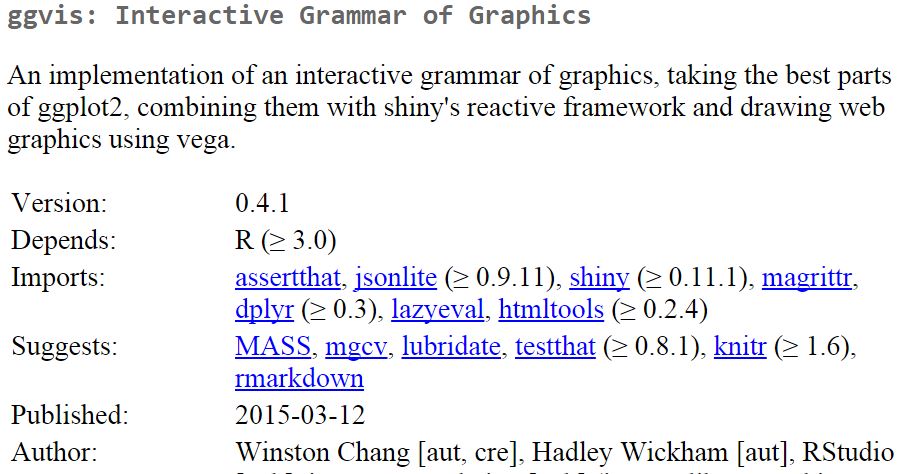 ggvis: Interactive Grammar of Graphics
An implementation of an interactive grammar of graphics, taking the best parts
of ggplot2, combining them with shiny's reactive framework and drawing web
graphics using vega.
Version: 0.4.1
Depends: R (≥ 3.0)
Imports: assertthat, jsonlite (≥ 0.9.11), shiny (≥ 0.11.1), magrittr,
dplyr (≥ 0.3), lazyeval, htmltools (≥ 0.2.4)
Suggests: MASS, mgcv, lubridate, testthat (≥ 0.8.1), knitr (≥ 1.6),
rmarkdown
Published: 2015-03-12
Author: Winston Chang [aut, cre], Hadley Wickham [aut], RStudio